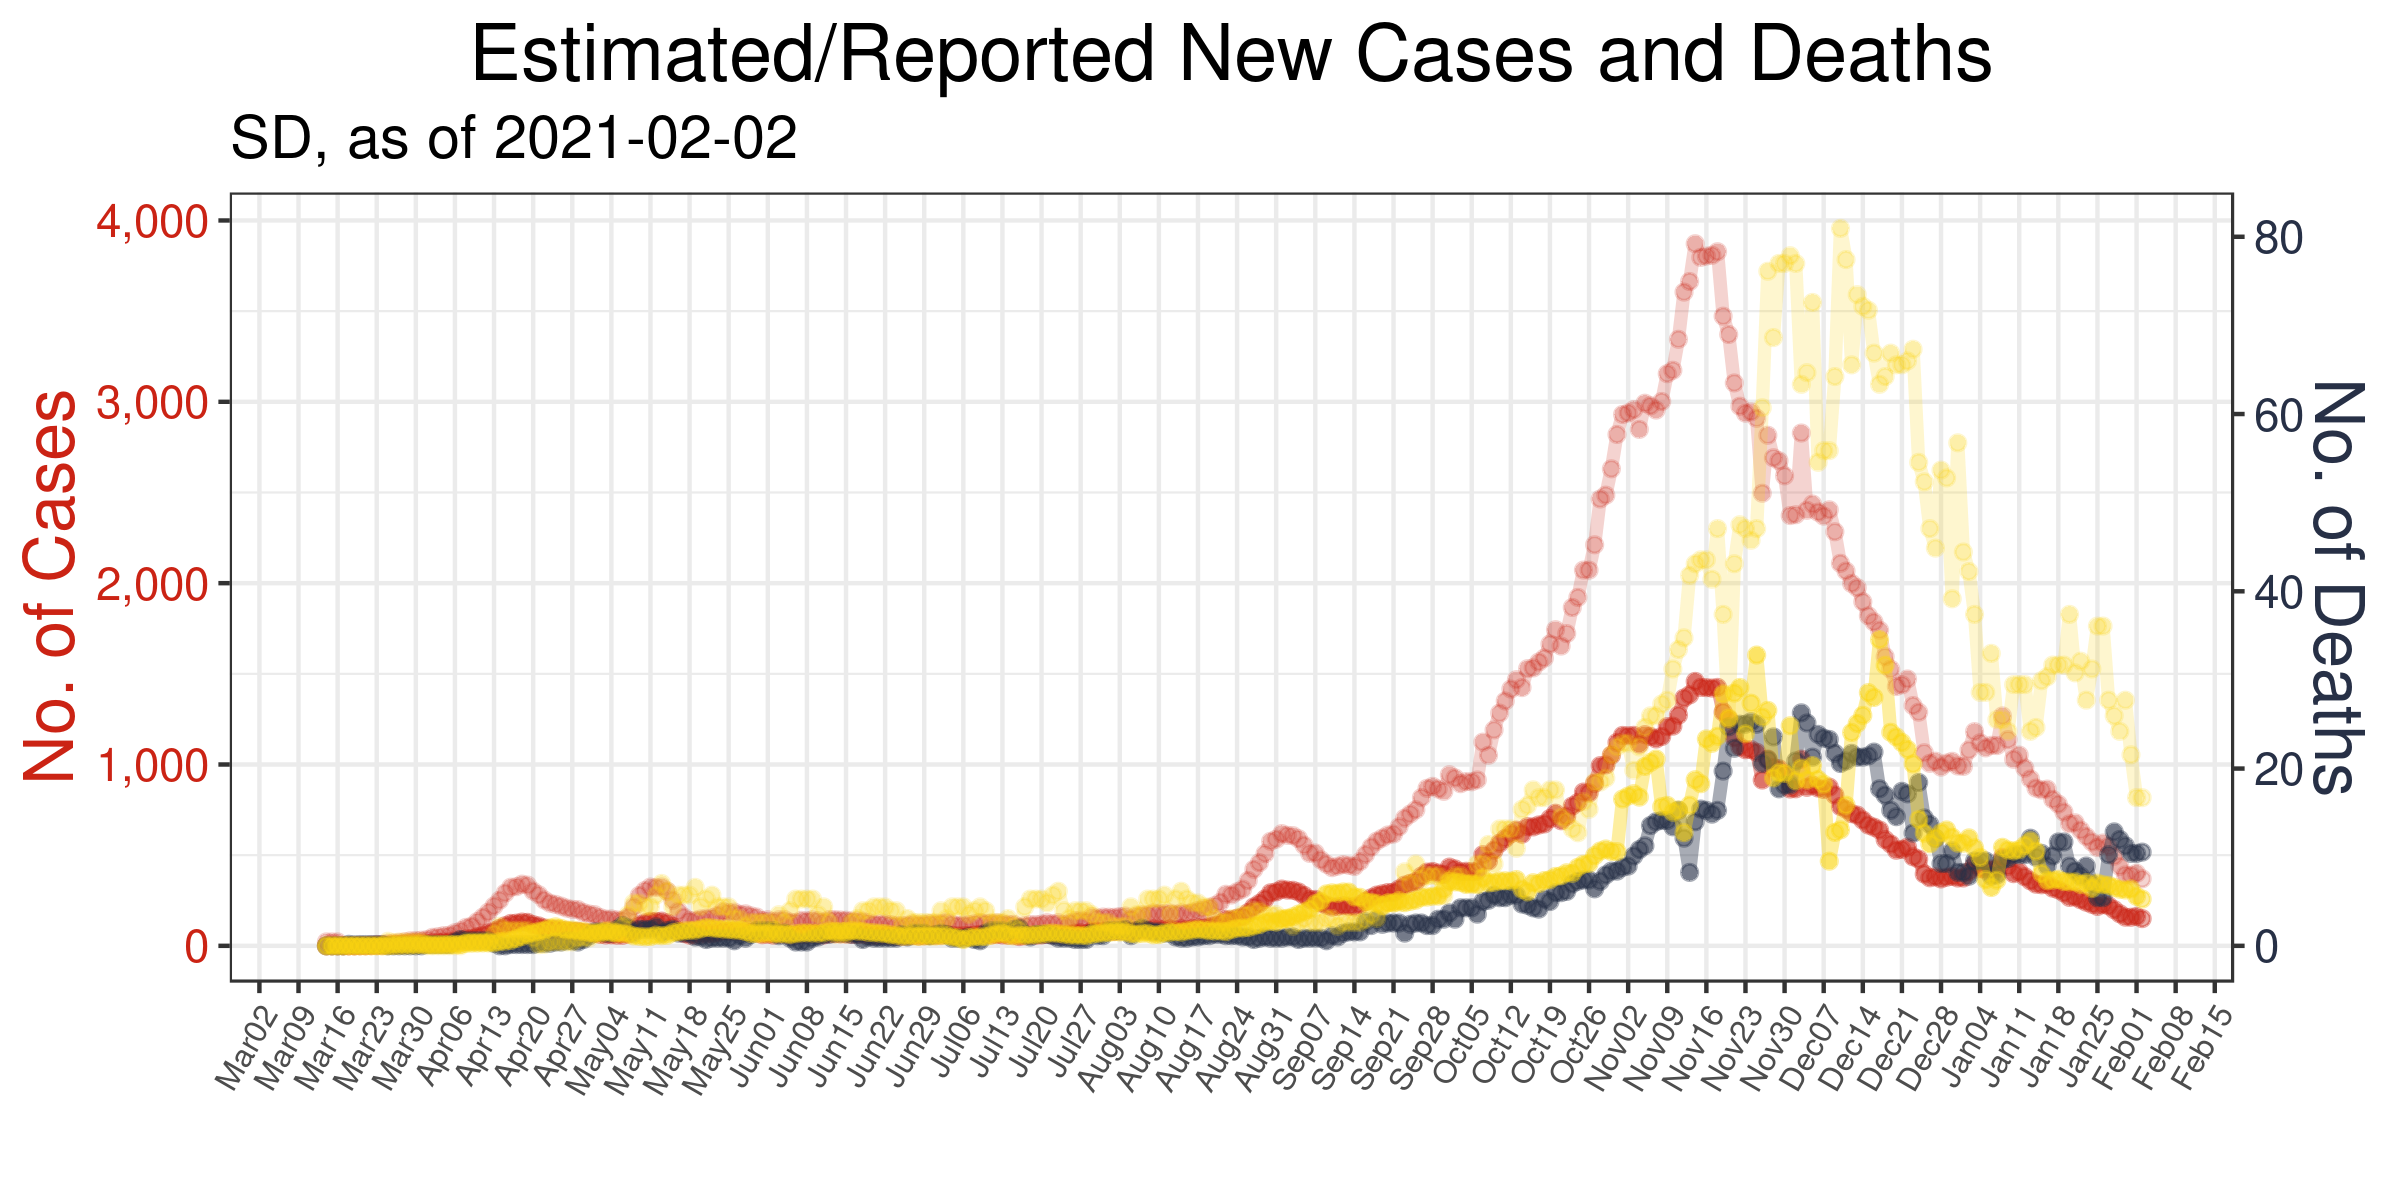 Estimated/Reported New Cases and Deaths
SD, as of 2021-02-02
No. of Cases
4,000
3,000
2,000
1,000
0
80
60
40
20
0
No. of Deaths
Mar02
Mar09
Mar16
Mar23
Mar30
Apr06
Apr13
Apr20
Apr27
May04
May11
May18
May25
Jun01
Jun08
Jun15
Jun22
Jun29
Jul06
Jul13
Jul20
Jul27
Aug03
Aug10
Aug17
Aug24
Aug31
Sep07
Sep14
Sep21
Sep28
Oct05
Oct12
Oct19
Oct26
Nov02
Nov09
Nov16
Nov23
Nov30
Dec07
Dec14
Dec21
Dec28
Jan04
Jan11
Jan18
Jan25
Feb01
Feb08
Feb15